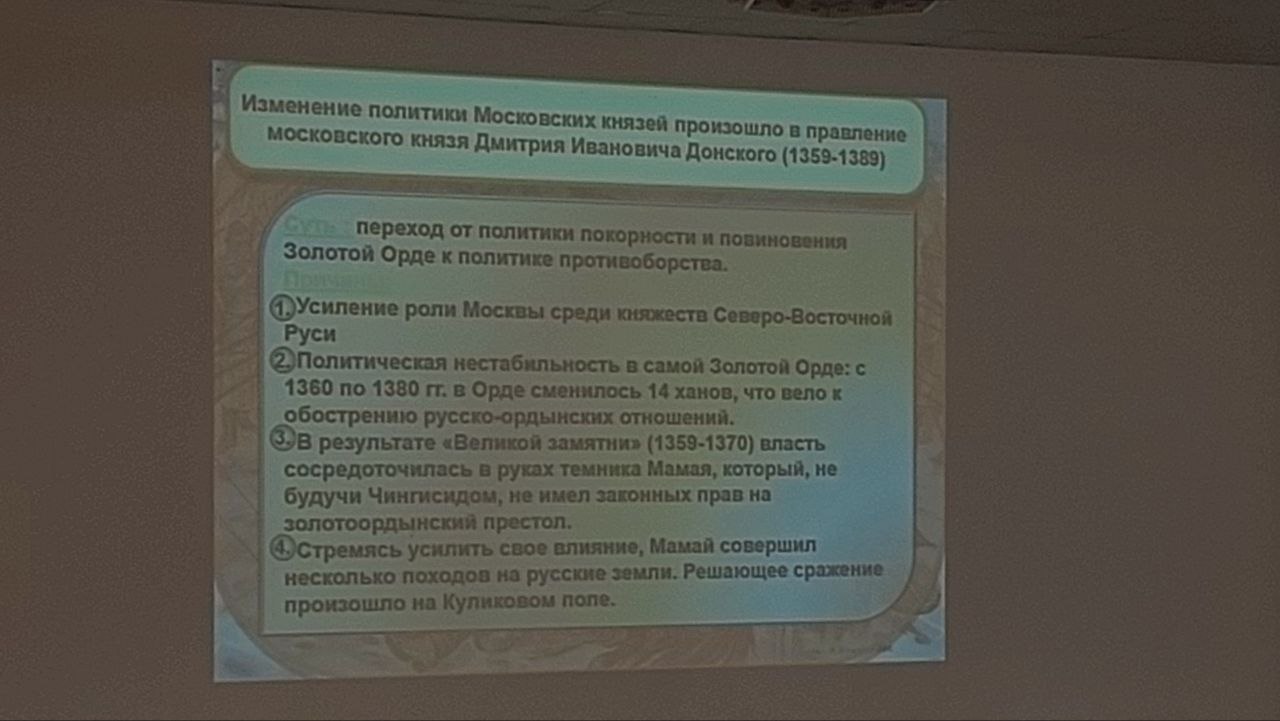 Изменение политики Московских князей произошло в правление
московского князя Дмитрия Ивановича Донского (1359-1389)
Суть: переход от политики покорности и повиновения
Золотой Орде к политике противоборства.
Причины:
1. Усиление роли Москвы среди княжеств Северо-Восточной
Руси
2. Политическая нестабильность в самой Золотой Орде: с
1360 по 1380 гг. в Орде сменилось 14 ханов, что вело к
обострению русско-ордынских отношений.
3. В результате «Великой замятни» (1359-1370) власть
сосредоточилась в руках темника Мамая, который, не
будучи Чингисидом, не имел законных прав на
золотоордынский престол.
4. Стремясь усилить свое влияние, Мамай совершил
несколько походов на русские земли. Решающее сражение
произошло на Куликовом поле.